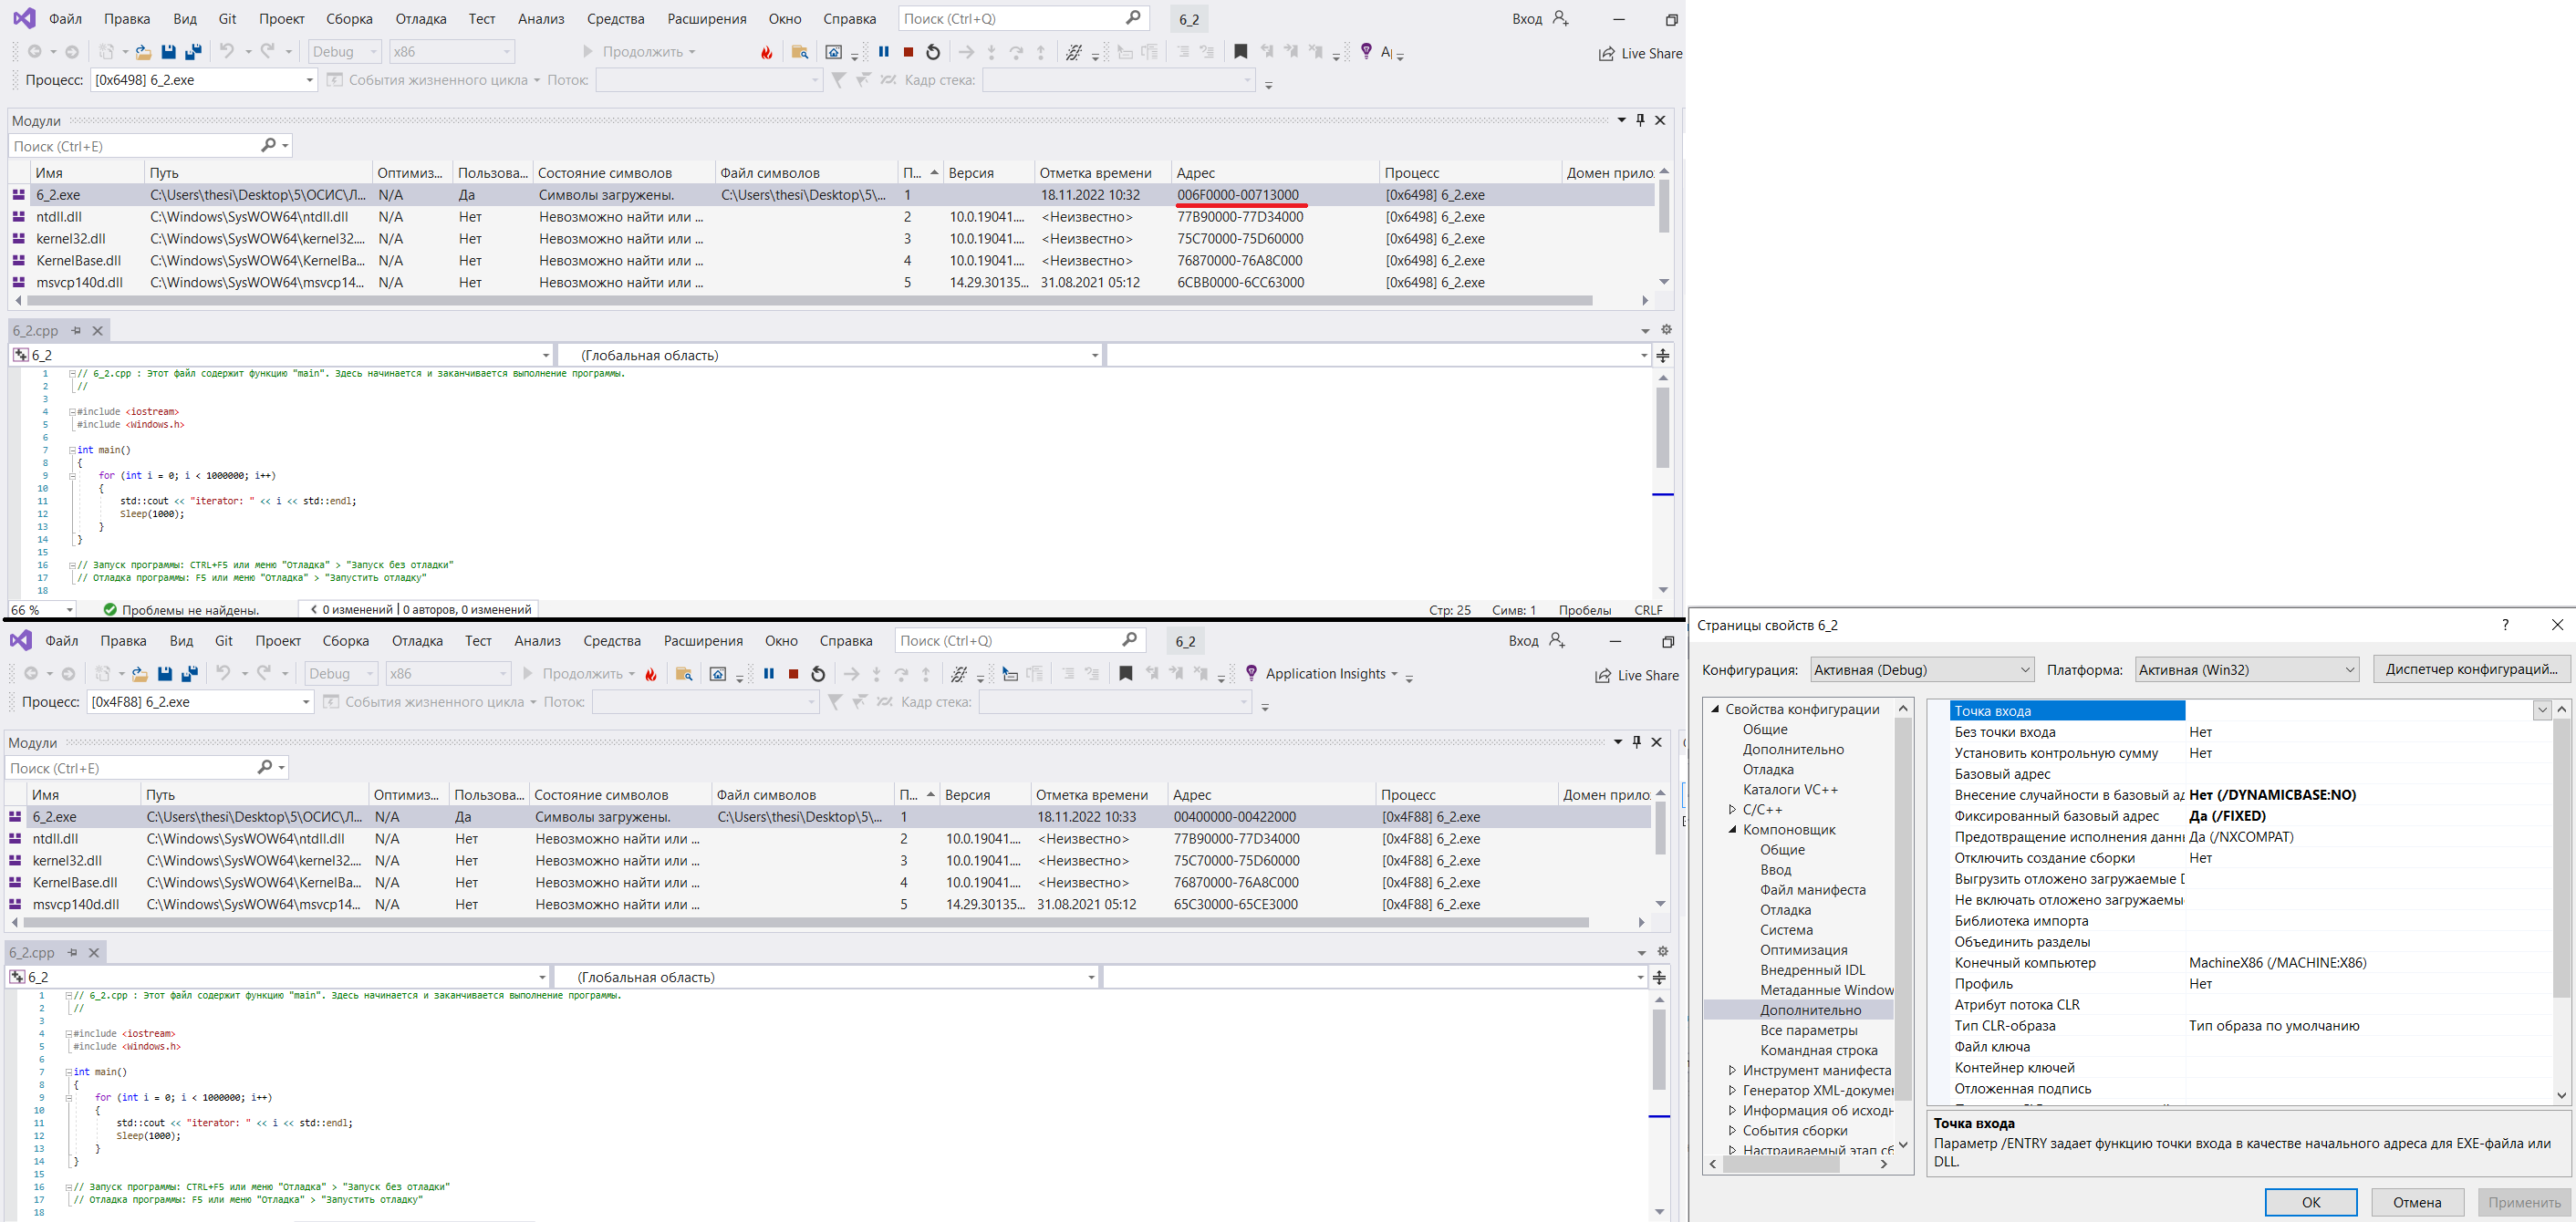 Файл Правка Вид Git Проект Сборка Отладка Тест Анализ Средства Расширения Окно Справка Поиск (Ctrl+Q) 6_2 Вход
Debug x86 Продолжить Live Share
Процесс: [0x6498] 6_2.exe События жизненного цикла Поток: Кадр стека:
Модули
Поиск (Ctrl+E)
Имя Путь Оптимиз... Пользова... Состояние символов Файл символов П... Версия Отметка времени Адрес Процесс Домен прило
6_2.exe C:\Users\thesi\Desktop\5\ОСИС\Л... N/A Да Символы загружены. C:\Users\thesi\Desktop\5\... 1 18.11.2022 10:32 006F0000-00713000 [0x6498] 6_2.exe
ntdll.dll C:\Windows\SysWOW64\ntdll.dll N/A Нет Невозможно найти или ... 2 10.0.19041.... <Неизвестно> 77B90000-77D34000 [0x6498] 6_2.exe
kernel32.dll C:\Windows\SysWOW64\kernel32.... N/A Нет Невозможно найти или ... 3 10.0.19041.... <Неизвестно> 75C70000-75D60000 [0x6498] 6_2.exe
KernelBase.dll C:\Windows\SysWOW64\KernelBa... N/A Нет Невозможно найти или ... 4 10.0.19041.... <Неизвестно> 76870000-76A8C000 [0x6498] 6_2.exe
msvcp140d.dll C:\Windows\SysWOW64\msvcp14... N/A Нет Невозможно найти или ... 5 14.29.30135... 31.08.2021 05:12 6CBB0000-6CC63000 [0x6498] 6_2.exe
6_2.cpp
6_2 (Глобальная область)
1 // 6_2.cpp : Этот файл содержит функцию "main". Здесь начинается и заканчивается выполнение программы.
2 //
3
4 #include <iostream>
5 #include <Windows.h>
6
7 int main()
8 {
9 for (int i = 0; i < 1000000; i++)
10 {
11 std::cout << "iterator: " << i << std::endl;
12 Sleep(1000);
13 }
14 }
15
16 // Запуск программы: CTRL+F5 или меню "Отладка" > "Запуск без отладки"
17 // Отладка программы: F5 или меню "Отладка" > "Запустить отладку"
18
66 % Проблемы не найдены. 0 изменений | 0 авторов, 0 изменений Стр: 25 Симв: 1 Пробелы CRLF
Файл Правка Вид Git Проект Сборка Отладка Тест Анализ Средства Расширения Окно Справка Поиск (Ctrl+Q) 6_2 Вход
Debug x86 Продолжить Application Insights Live Share
Процесс: [0x4F88] 6_2.exe События жизненного цикла Поток: Кадр стека:
Модули
Поиск (Ctrl+E)
Имя Путь Оптимиз... Пользова... Состояние символов Файл символов П... Версия Отметка времени Адрес Процесс Домен прило
6_2.exe C:\Users\thesi\Desktop\5\ОСИС\Л... N/A Да Символы загружены. C:\Users\thesi\Desktop\5\... 1 18.11.2022 10:33 00400000-00422000 [0x4F88] 6_2.exe
ntdll.dll C:\Windows\SysWOW64\ntdll.dll N/A Нет Невозможно найти или ... 2 10.0.19041.... <Неизвестно> 77B90000-77D34000 [0x4F88] 6_2.exe
kernel32.dll C:\Windows\SysWOW64\kernel32.... N/A Нет Невозможно найти или ... 3 10.0.19041.... <Неизвестно> 75C70000-75D60000 [0x4F88] 6_2.exe
KernelBase.dll C:\Windows\SysWOW64\KernelBa... N/A Нет Невозможно найти или ... 4 10.0.19041.... <Неизвестно> 76870000-76A8C000 [0x4F88] 6_2.exe
msvcp140d.dll C:\Windows\SysWOW64\msvcp14... N/A Нет Невозможно найти или ... 5 14.29.30135... 31.08.2021 05:12 65C30000-65CE3000 [0x4F88] 6_2.exe
6_2.cpp
6_2 (Глобальная область)
1 // 6_2.cpp : Этот файл содержит функцию "main". Здесь начинается и заканчивается выполнение программы.
2 //
3
4 #include <iostream>
5 #include <Windows.h>
6
7 int main()
8 {
9 for (int i = 0; i < 1000000; i++)
10 {
11 std::cout << "iterator: " << i << std::endl;
12 Sleep(1000);
13 }
14 }
15
16 // Запуск программы: CTRL+F5 или меню "Отладка" > "Запуск без отладки"
17 // Отладка программы: F5 или меню "Отладка" > "Запустить отладку"
18
Страницы свойств 6_2
Конфигурация: Активная (Debug) Платформа: Активная (Win32) Диспетчер конфигураций...
Свойства конфигурации
Общие
Дополнительно
Отладка
Каталоги VC++
C/C++
Компоновщик
Общие
Ввод
Файл манифеста
Отладка
Система
Оптимизация
Внедренный IDL
Метаданные Window
Дополнительно
Все параметры
Командная строка
Инструмент манифеста
Генератор XML-докумен
Информация об исходн
События сборки
Настраиваемый этап сб
Точка входа
Без точки входа Нет
Установить контрольную сумму Нет
Базовый адрес
Внесение случайности в базовый ад Нет (/DYNAMICBASE:NO)
Фиксированный базовый адрес Да (/FIXED)
Предотвращение исполнения данн Да (/NXCOMPAT)
Отключить создание сборки Нет
Выгрузить отложено загружаемые D
Не включать отложено загружаемые
Библиотека импорта
Объединить разделы
Конечный компьютер MachineX86 (/MACHINE:X86)
Профиль Нет
Атрибут потока CLR
Тип CLR-образа Тип образа по умолчанию
Файл ключа
Контейнер ключей
Отложенная подпись
Точка входа
Параметр /ENTRY задает функцию точки входа в качестве начального адреса для EXE-файла или
DLL.
ОК Отмена Применить